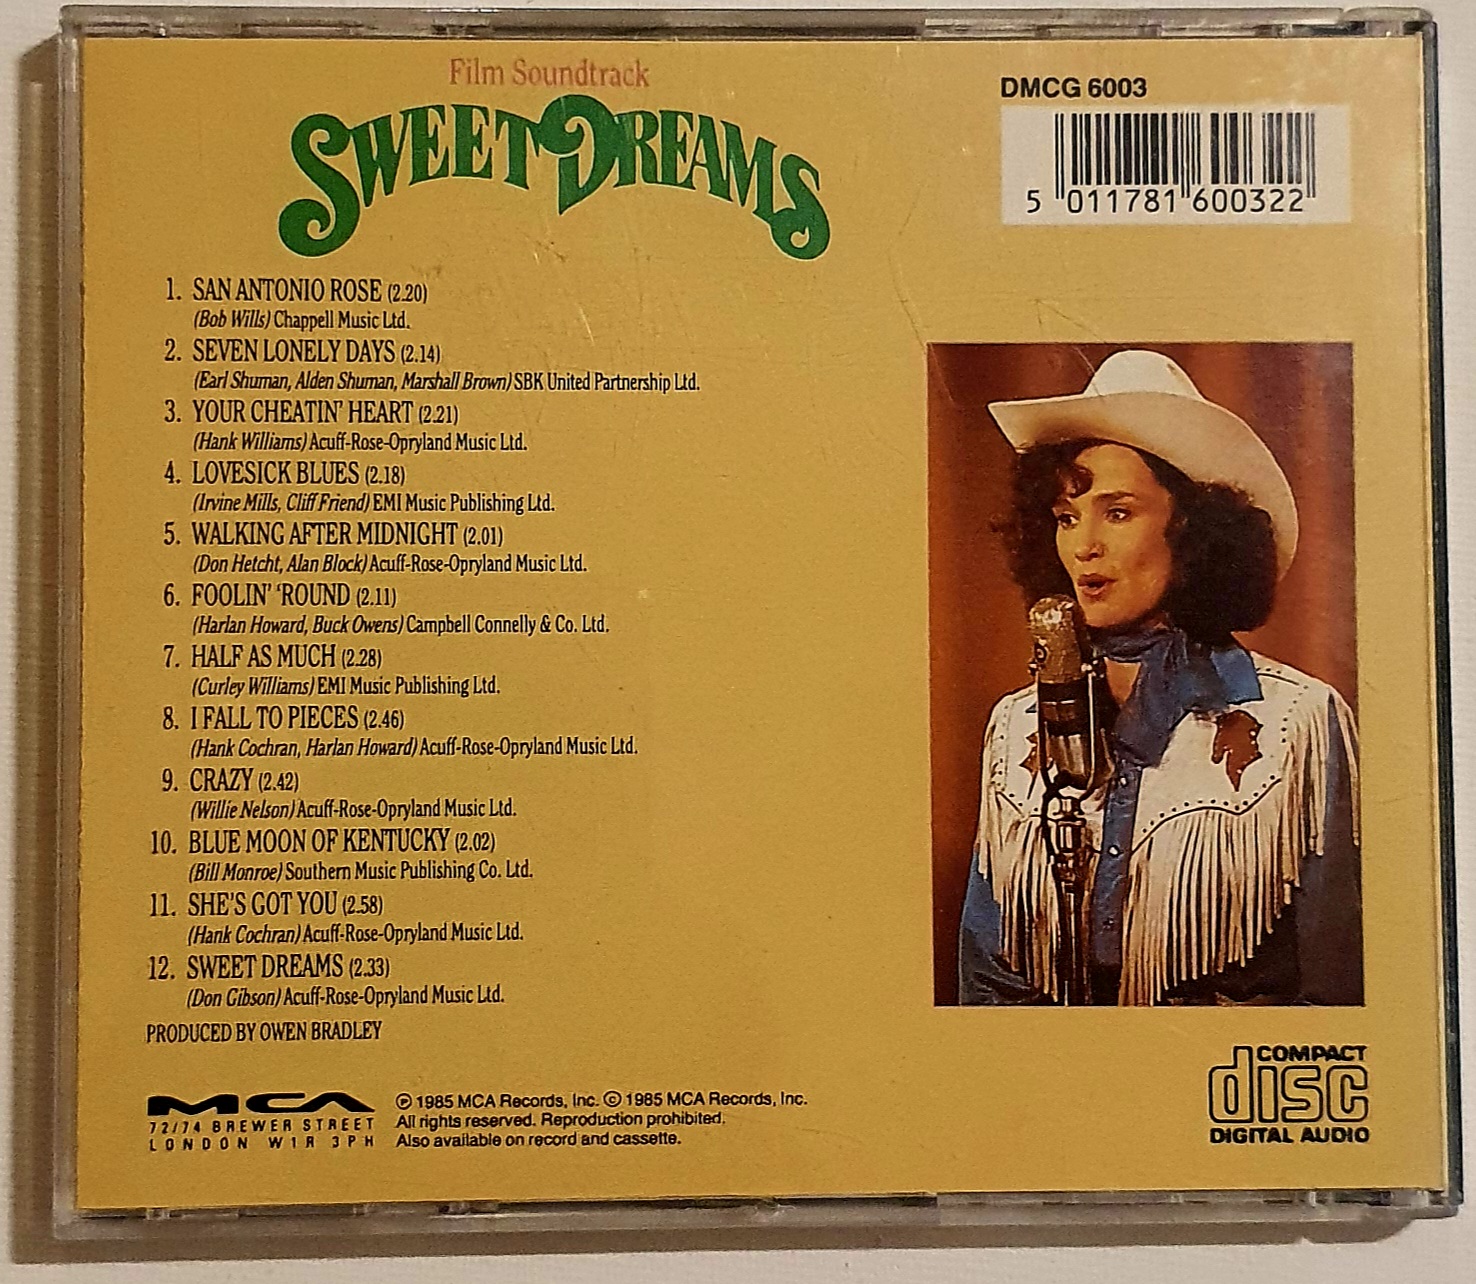 Film Soundtrack
SWEET DREAMS
DMCG 6003
5 011781 600322
1. SAN ANTONIO ROSE (2.20)
(Bob Wills) Chappell Music Ltd.
2. SEVEN LONELY DAYS (2.14)
(Earl Shuman, Alden Shuman, Marshall Brown) SBK United Partnership Ltd.
3. YOUR CHEATIN' HEART (2.21)
(Hank Williams) Acuff-Rose-Opryland Music Ltd.
4. LOVESICK BLUES (2.18)
(Irvine Mills, Cliff Friend) EMI Music Publishing Ltd.
5. WALKING AFTER MIDNIGHT (2.01)
(Don Hetcht, Alan Block) Acuff-Rose-Opryland Music Ltd.
6. FOOLIN' 'ROUND (2.11)
(Harlan Howard, Buck Owens) Campbell Connelly & Co. Ltd.
7. HALF AS MUCH (2.28)
(Curley Williams) EMI Music Publishing Ltd.
8. I FALL TO PIECES (2.46)
(Hank Cochran, Harlan Howard) Acuff-Rose-Opryland Music Ltd.
9. CRAZY (2.42)
(Willie Nelson) Acuff-Rose-Opryland Music Ltd.
10. BLUE MOON OF KENTUCKY (2.02)
(Bill Monroe) Southern Music Publishing Co. Ltd.
11. SHE'S GOT YOU (2.58)
(Hank Cochran) Acuff-Rose-Opryland Music Ltd.
12. SWEET DREAMS (2.33)
(Don Gibson) Acuff-Rose-Opryland Music Ltd.
PRODUCED BY OWEN BRADLEY
MCA
72/74 BREWER STREET
LONDON W1R 3PH
℗ 1985 MCA Records, Inc. © 1985 MCA Records, Inc.
All rights reserved. Reproduction prohibited.
Also available on record and cassette.
COMPACT
disc
DIGITAL AUDIO